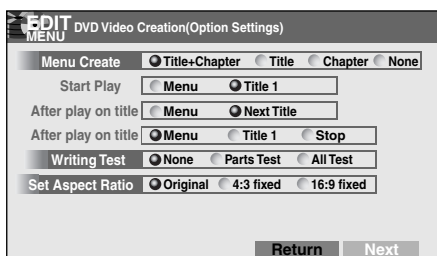 EDIT MENU DVD Video Creation(Option Settings)
Menu Create Title+Chapter Title Chapter None
Start Play Menu Title 1
After play on title Menu Next Title
After play on title Menu Title 1 Stop
Writing Test None Parts Test All Test
Set Aspect Ratio Original 4:3 fixed 16:9 fixed
Return Next